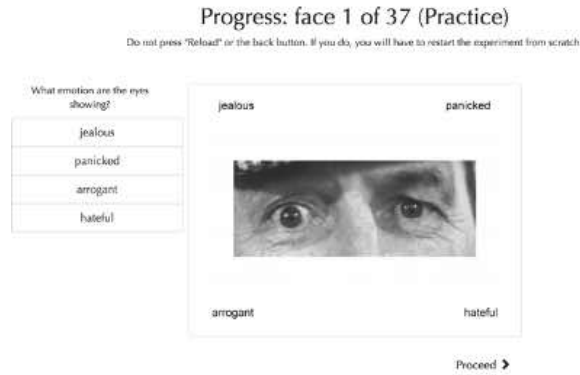 Progress: face 1 of 37 (Practice)
Do not press "Reload" or the back button. If you do, you will have to restart the experiment from scratch
What emotion are the eyes
showing?
jealous
panicked
arrogant
hateful
jealous panicked
arrogant hateful
Proceed